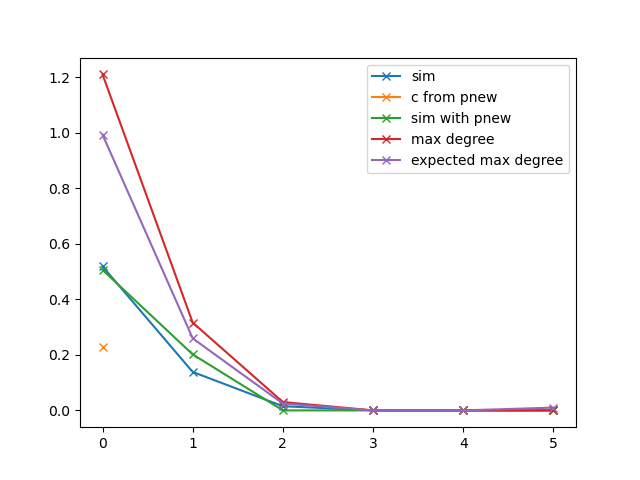 1.2
1.0
0.8
0.6
0.4
0.2
0.0
0 1 2 3 4 5
sim
c from pnew
sim with pnew
max degree
expected max degree